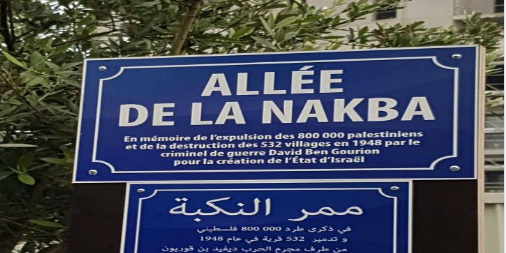 ALLÉE
DE LA NAKBA
En mémoire de l'expulsion des 800 000 palestiniens
et de la destruction des 532 villages en 1948 par le
criminel de guerre David Ben Gourion
pour la création de l'État d'Israël
ممر النكبة
في ذكرى طرد 800 000 فلسطيني
و تدمير 532 قرية في عام 1948
من طرف مجرم الحرب ديفيد بن قوريون